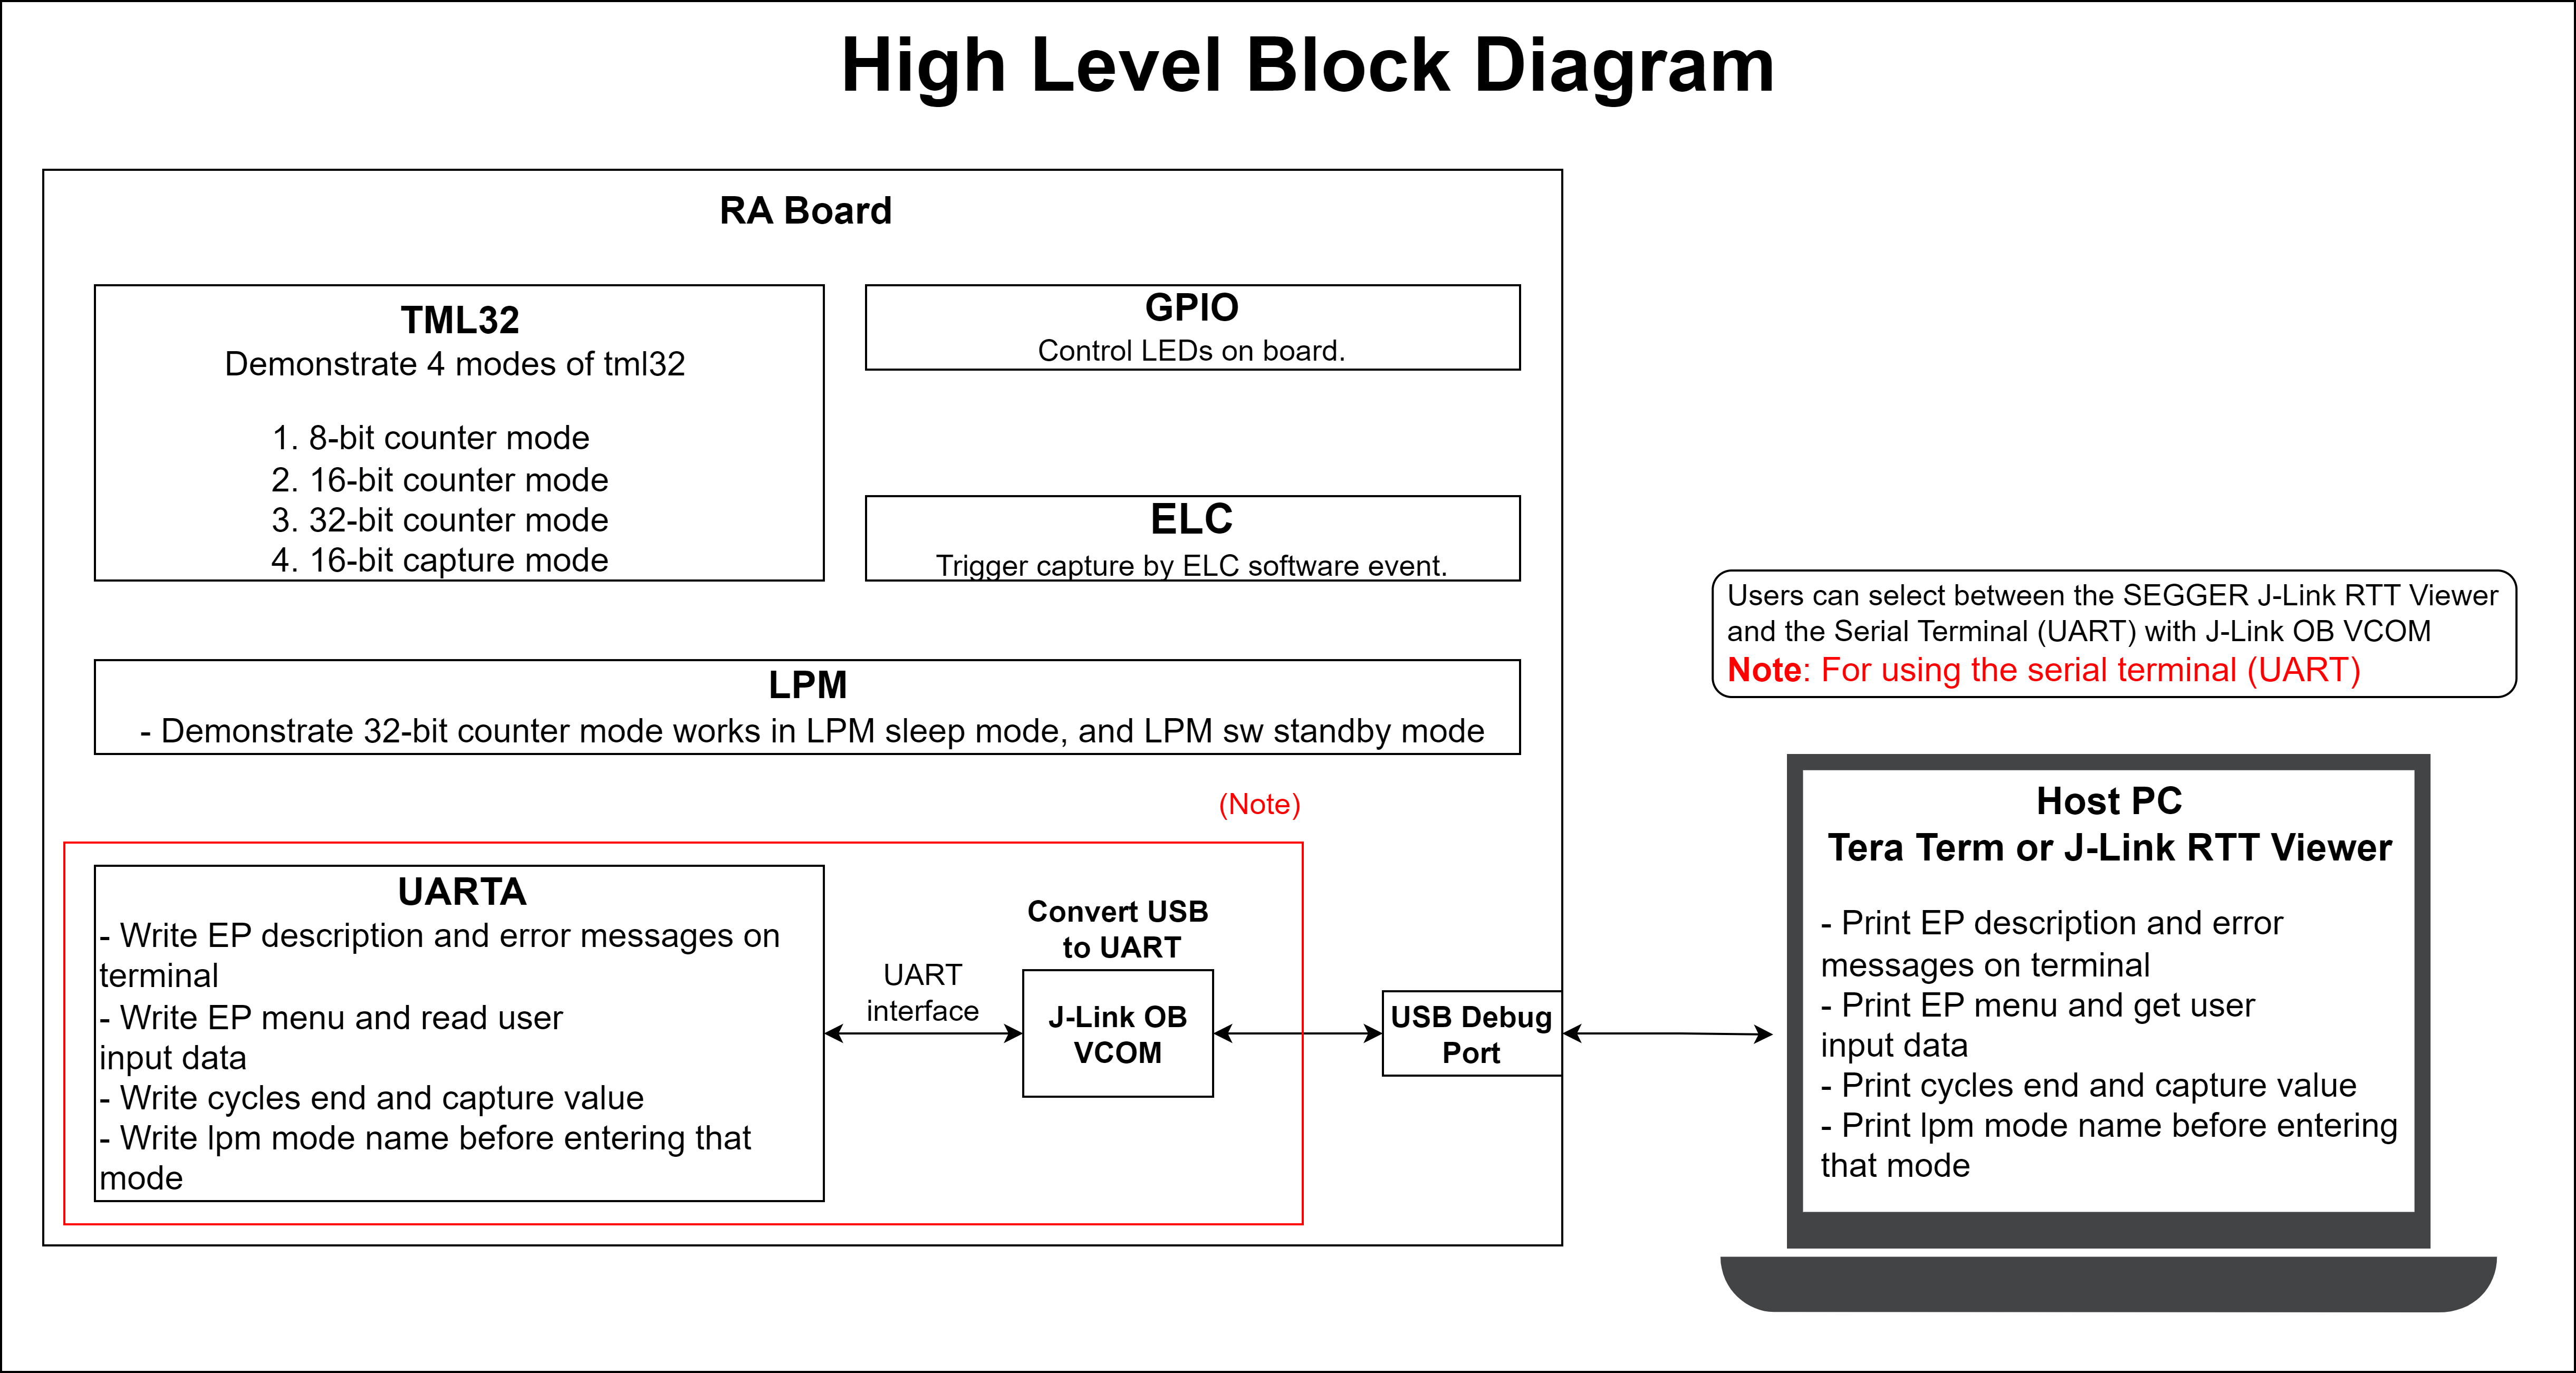 High Level Block Diagram
RA Board
TML32
Demonstrate 4 modes of tml32
1. 8-bit counter mode
2. 16-bit counter mode
3. 32-bit counter mode
4. 16-bit capture mode
GPIO
Control LEDs on board.
ELC
Trigger capture by ELC software event.
LPM
- Demonstrate 32-bit counter mode works in LPM sleep mode, and LPM sw standby mode
(Note)
UARTA
- Write EP description and error messages on
terminal
- Write EP menu and read user
input data
- Write cycles end and capture value
- Write lpm mode name before entering that
mode
UART
interface
Convert USB
to UART
J-Link OB
VCOM
USB Debug
Port
Users can select between the SEGGER J-Link RTT Viewer
and the Serial Terminal (UART) with J-Link OB VCOM
Note: For using the serial terminal (UART)
Host PC
Tera Term or J-Link RTT Viewer
- Print EP description and error
messages on terminal
- Print EP menu and get user
input data
- Print cycles end and capture value
- Print lpm mode name before entering
that mode